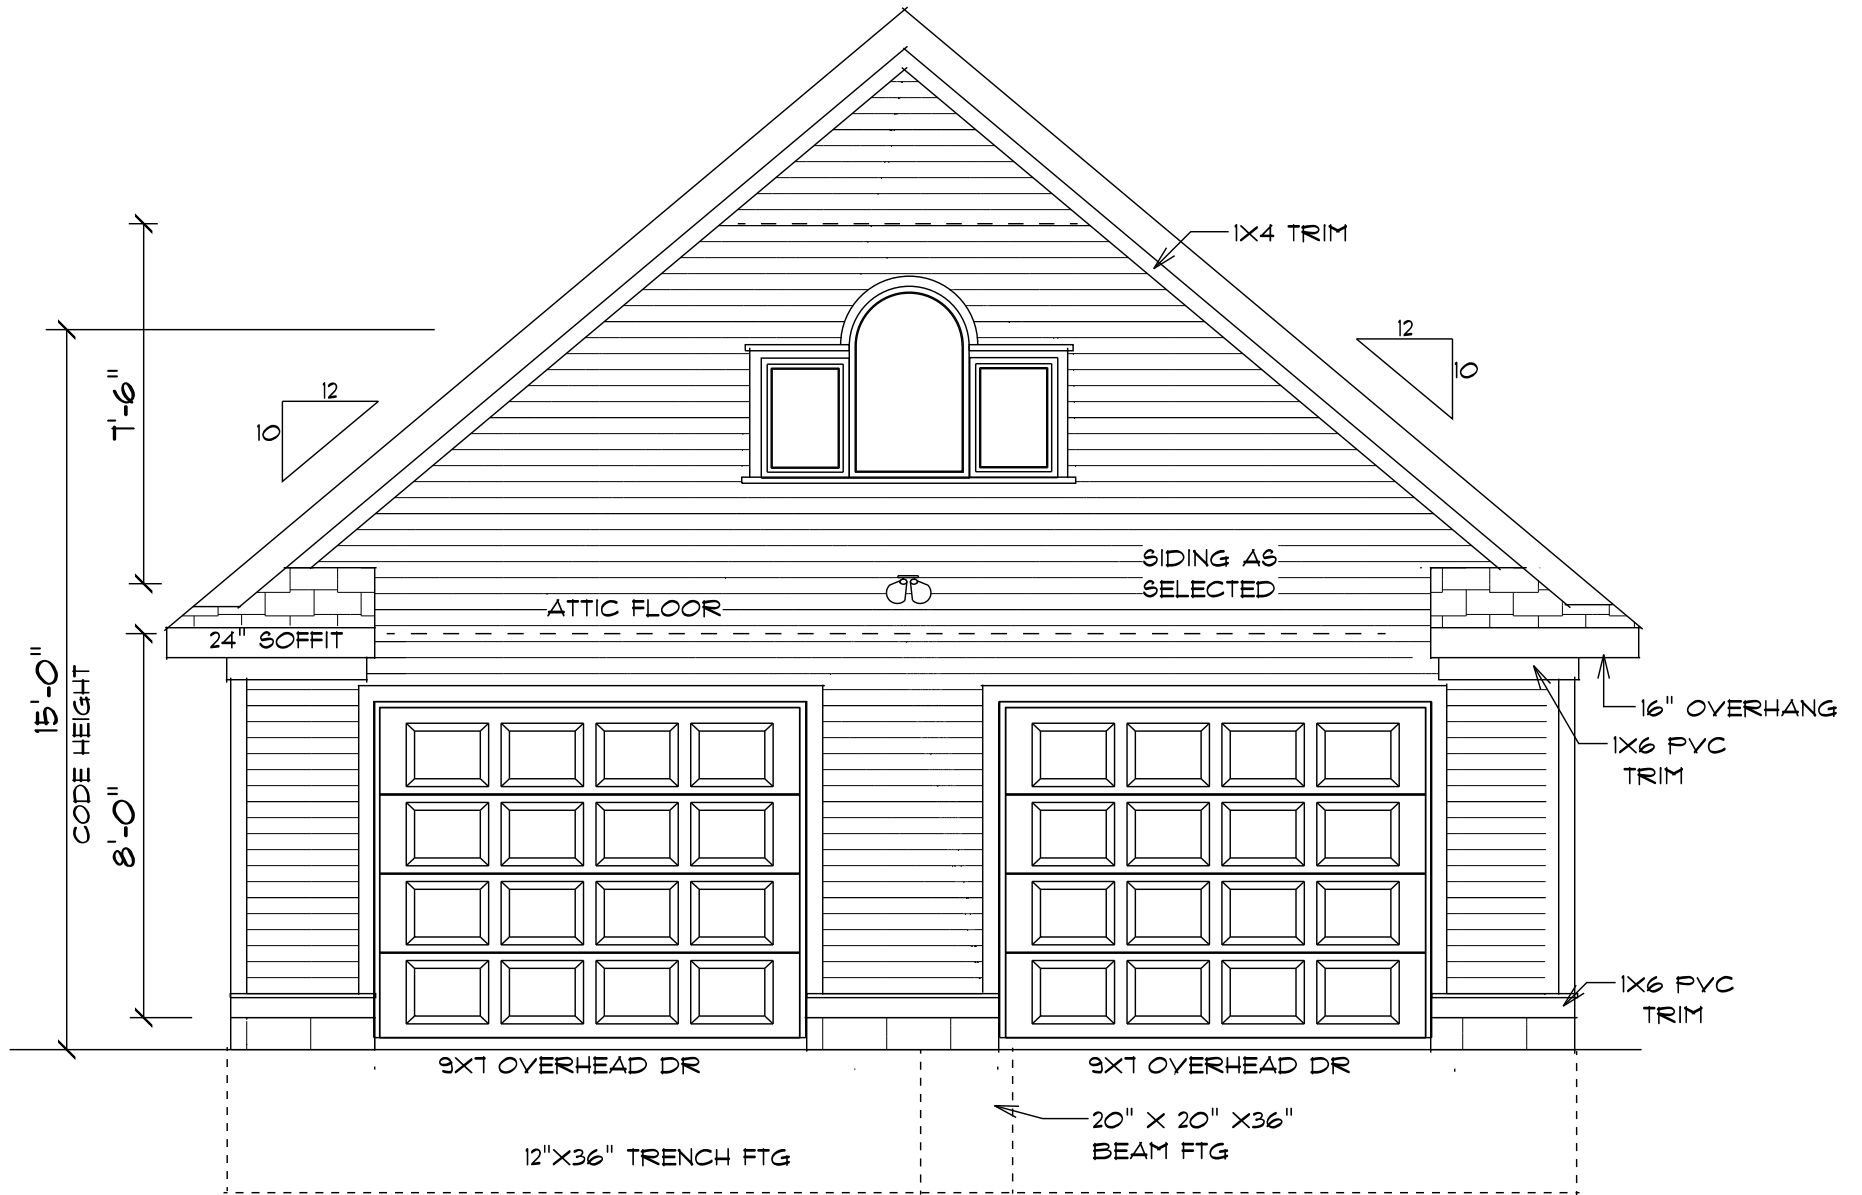 1X4 TRIM
12
10
7'-6"
12
10
SIDING AS
SELECTED
ATTIC FLOOR
24" SOFFIT
15'-0"
CODE HEIGHT
8'-0"
16" OVERHANG
1X6 PVC
TRIM
1X6 PVC
TRIM
9X7 OVERHEAD DR
9X7 OVERHEAD DR
20" X 20" X36"
BEAM FTG
12"X36" TRENCH FTG